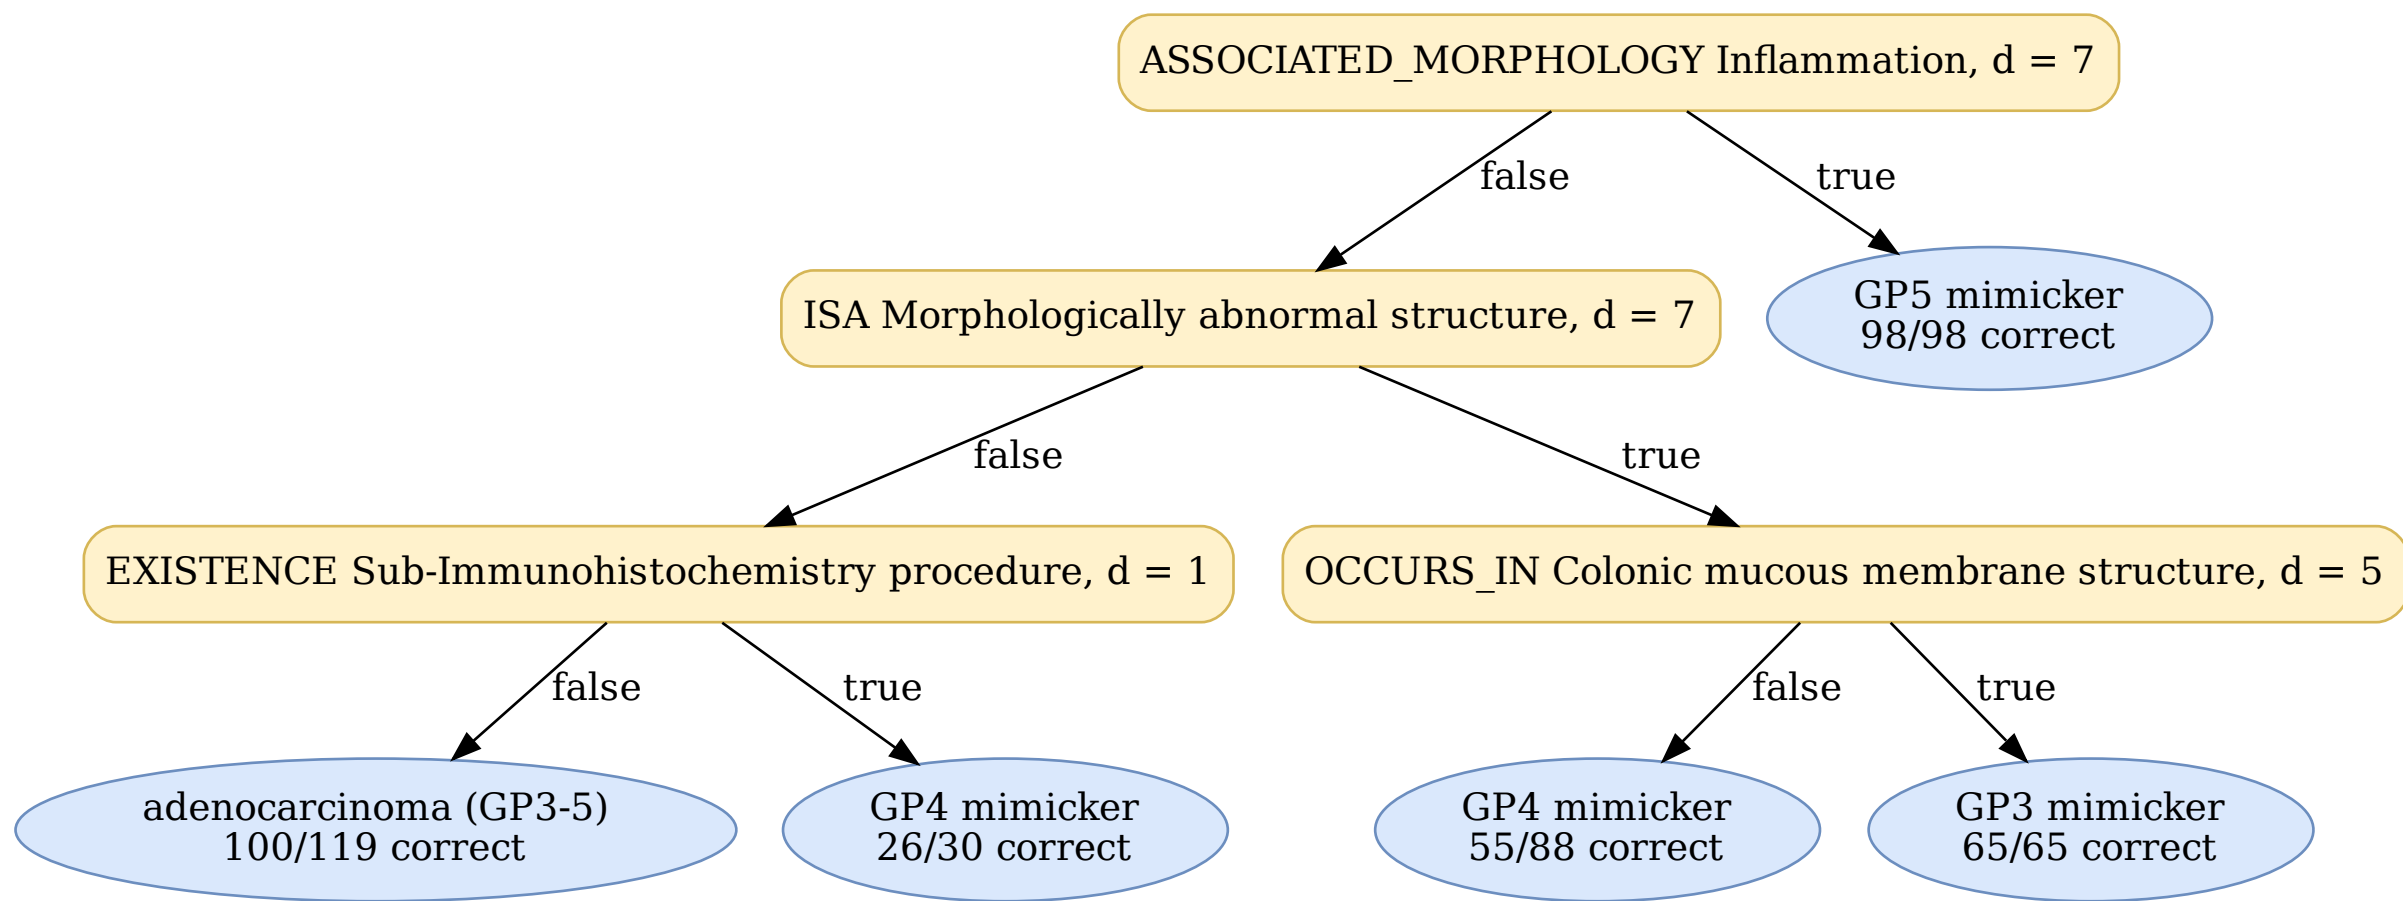 ASSOCIATED_MORPHOLOGY Inflammation, d = 7
false
true
ISA Morphologically abnormal structure, d = 7
GP5 mimicker
98/98 correct
false
true
EXISTENCE Sub-Immunohistochemistry procedure, d = 1
OCCURS_IN Colonic mucous membrane structure, d = 5
false
true
false
true
adenocarcinoma (GP3-5)
100/119 correct
GP4 mimicker
26/30 correct
GP4 mimicker
55/88 correct
GP3 mimicker
65/65 correct